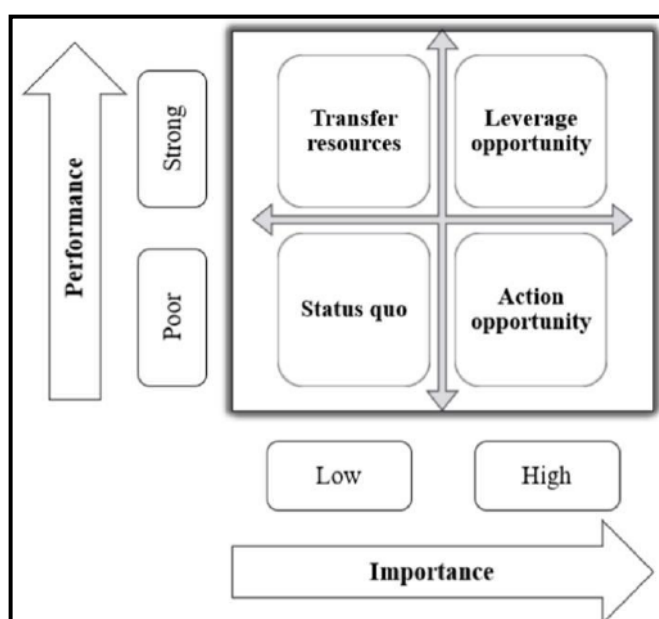 Performance
Strong
Poor
Transfer
resources
Leverage
opportunity
Status quo
Action
opportunity
Low
High
Importance